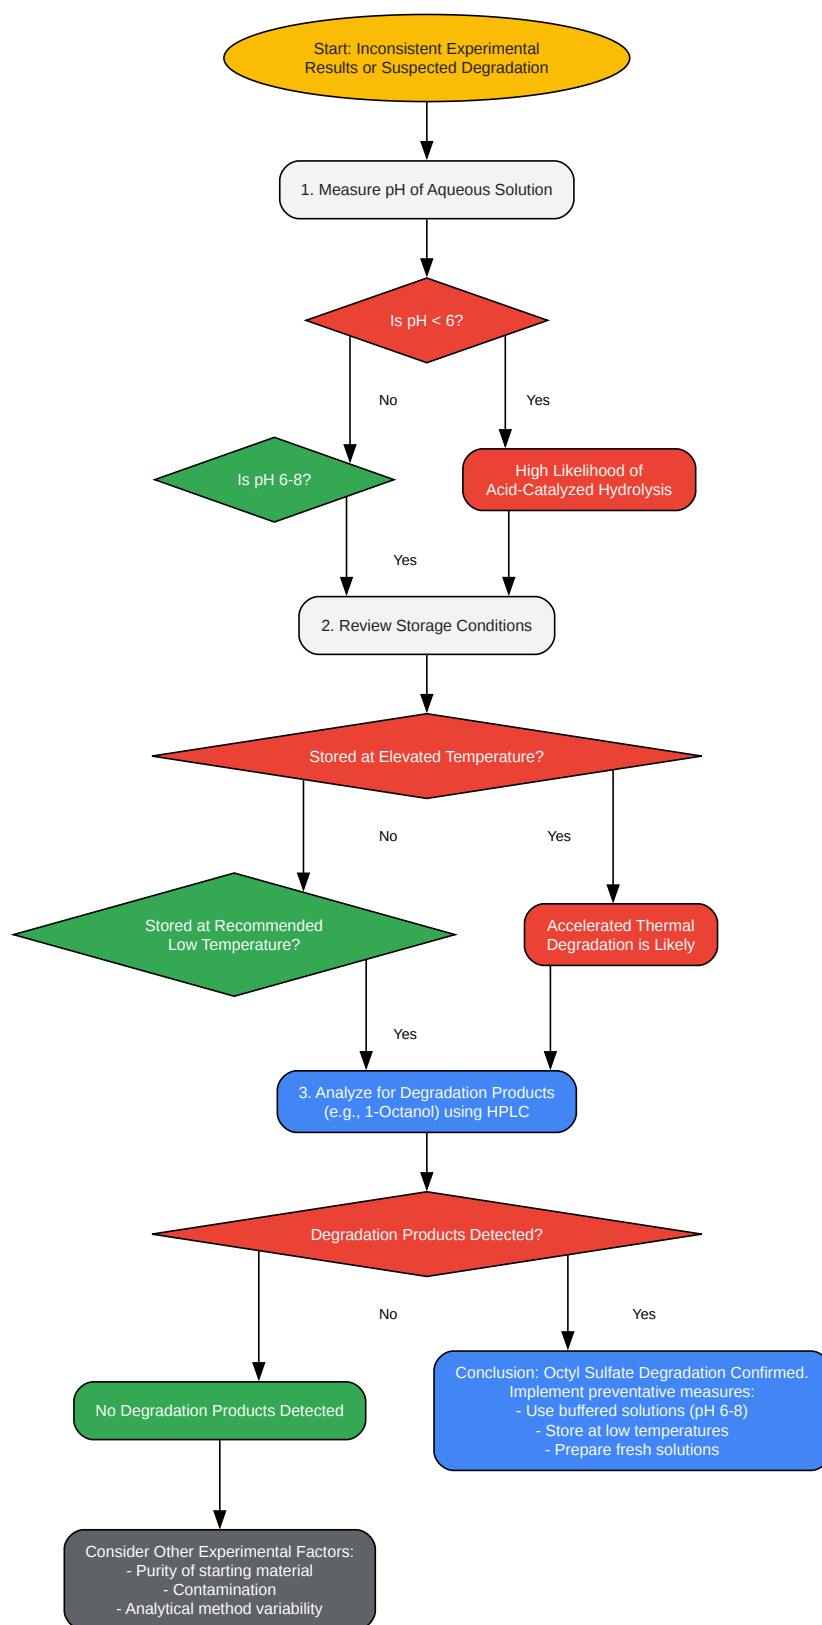 Start: Inconsistent Experimental
Results or Suspected Degradation
1. Measure pH of Aqueous Solution
Is pH < 6?
No
Yes
Is pH 6-8?
High Likelihood of
Acid-Catalyzed Hydrolysis
Yes
2. Review Storage Conditions
Stored at Elevated Temperature?
No
Yes
Stored at Recommended
Low Temperature?
Accelerated Thermal
Degradation is Likely
Yes
3. Analyze for Degradation Products
(e.g., 1-Octanol) using HPLC
Degradation Products Detected?
No
Yes
No Degradation Products Detected
Conclusion: Octyl Sulfate Degradation Confirmed.
Implement preventative measures:
- Use buffered solutions (pH 6-8)
- Store at low temperatures
- Prepare fresh solutions
Consider Other Experimental Factors:
- Purity of starting material
- Contamination
- Analytical method variability